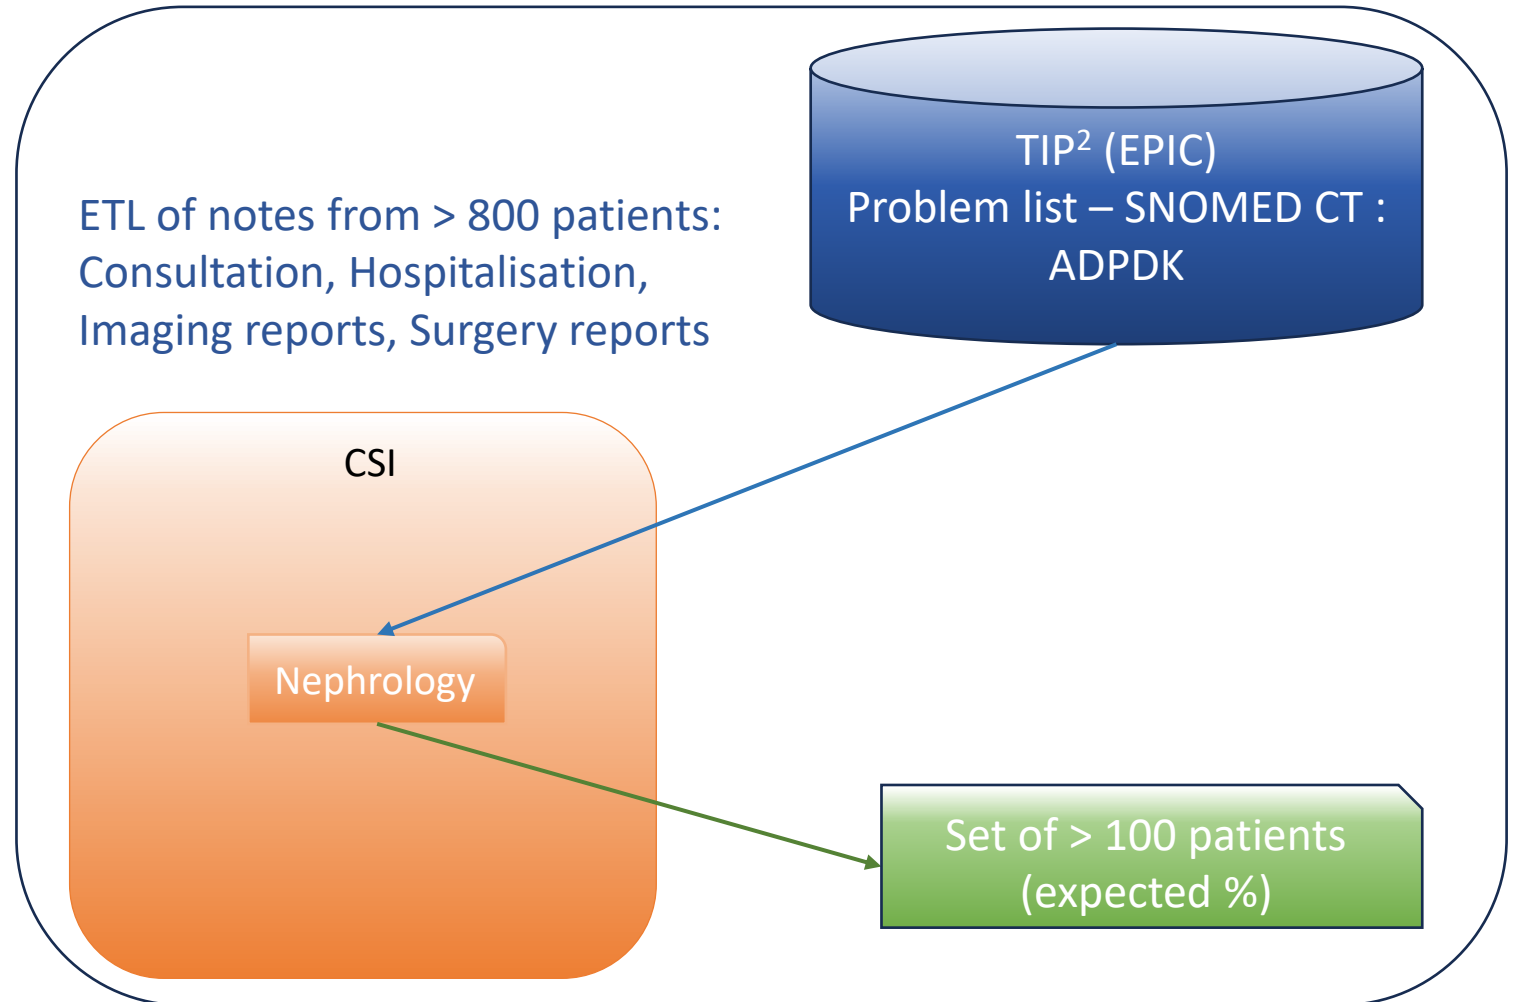 TIP² (EPIC)
Problem list – SNOMED CT :
ADPDK
ETL of notes from > 800 patients:
Consultation, Hospitalisation,
Imaging reports, Surgery reports
CSI
Nephrology
Set of > 100 patients
(expected %)